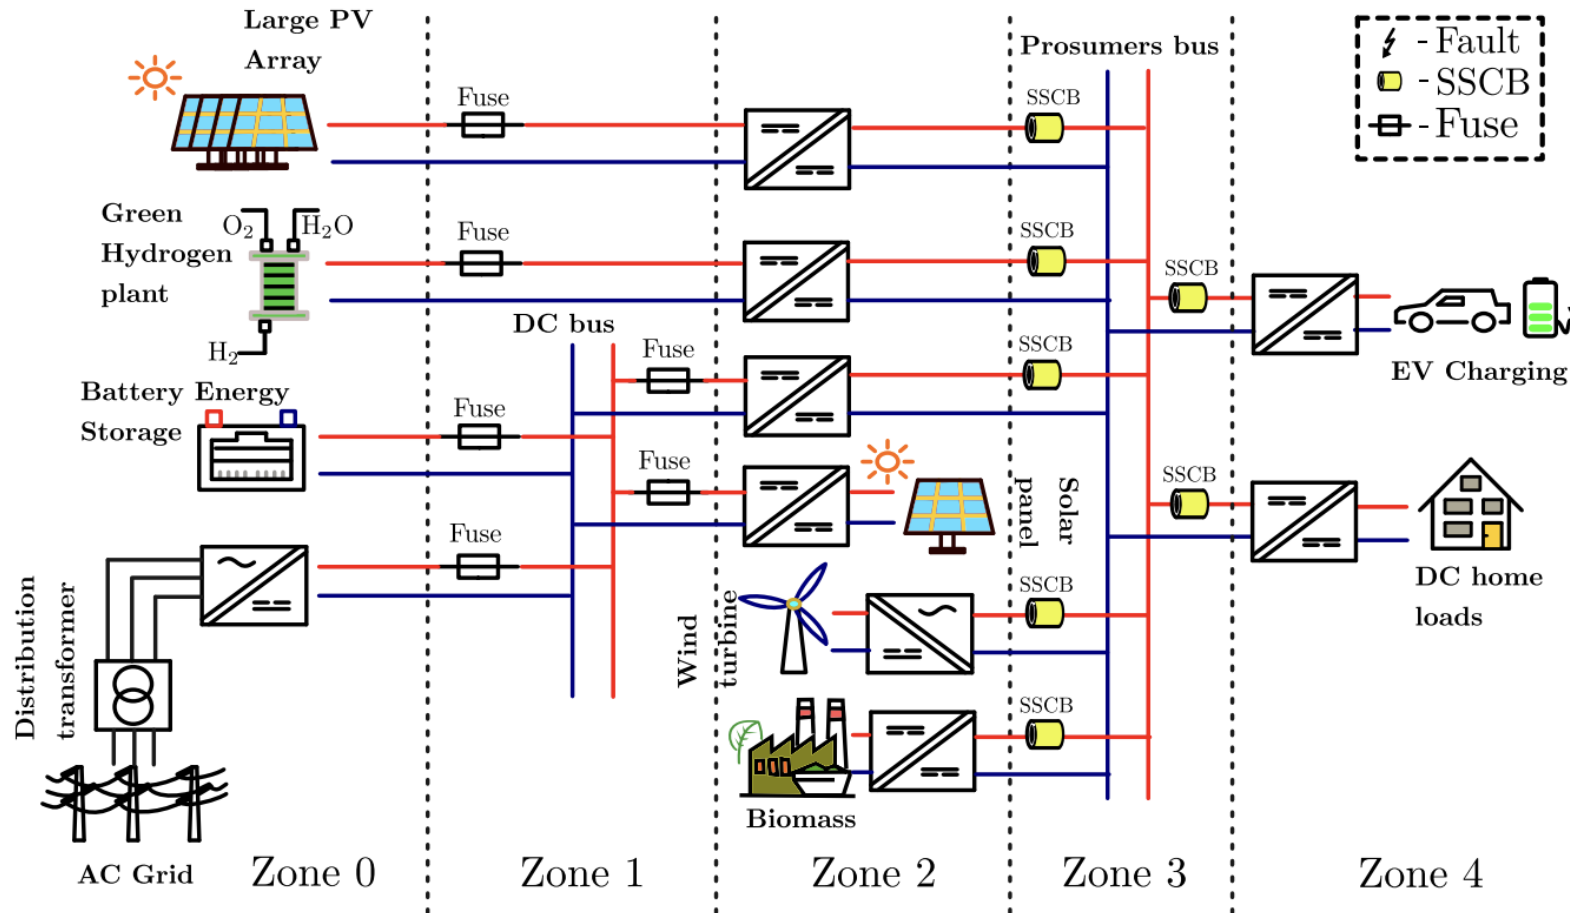 Large PV
Array
Prosumers bus
- Fault
- SSCB
- Fuse
Fuse
SSCB
Green
Hydrogen
plant
O₂
H₂O
H₂
Fuse
SSCB
SSCB
DC bus
Fuse
SSCB
EV Charging
Battery Energy
Storage
Fuse
Fuse
Solar
panel
SSCB
Fuse
DC home
loads
Distribution
transformer
Wind
turbine
SSCB
SSCB
Biomass
AC Grid
Zone 0
Zone 1
Zone 2
Zone 3
Zone 4